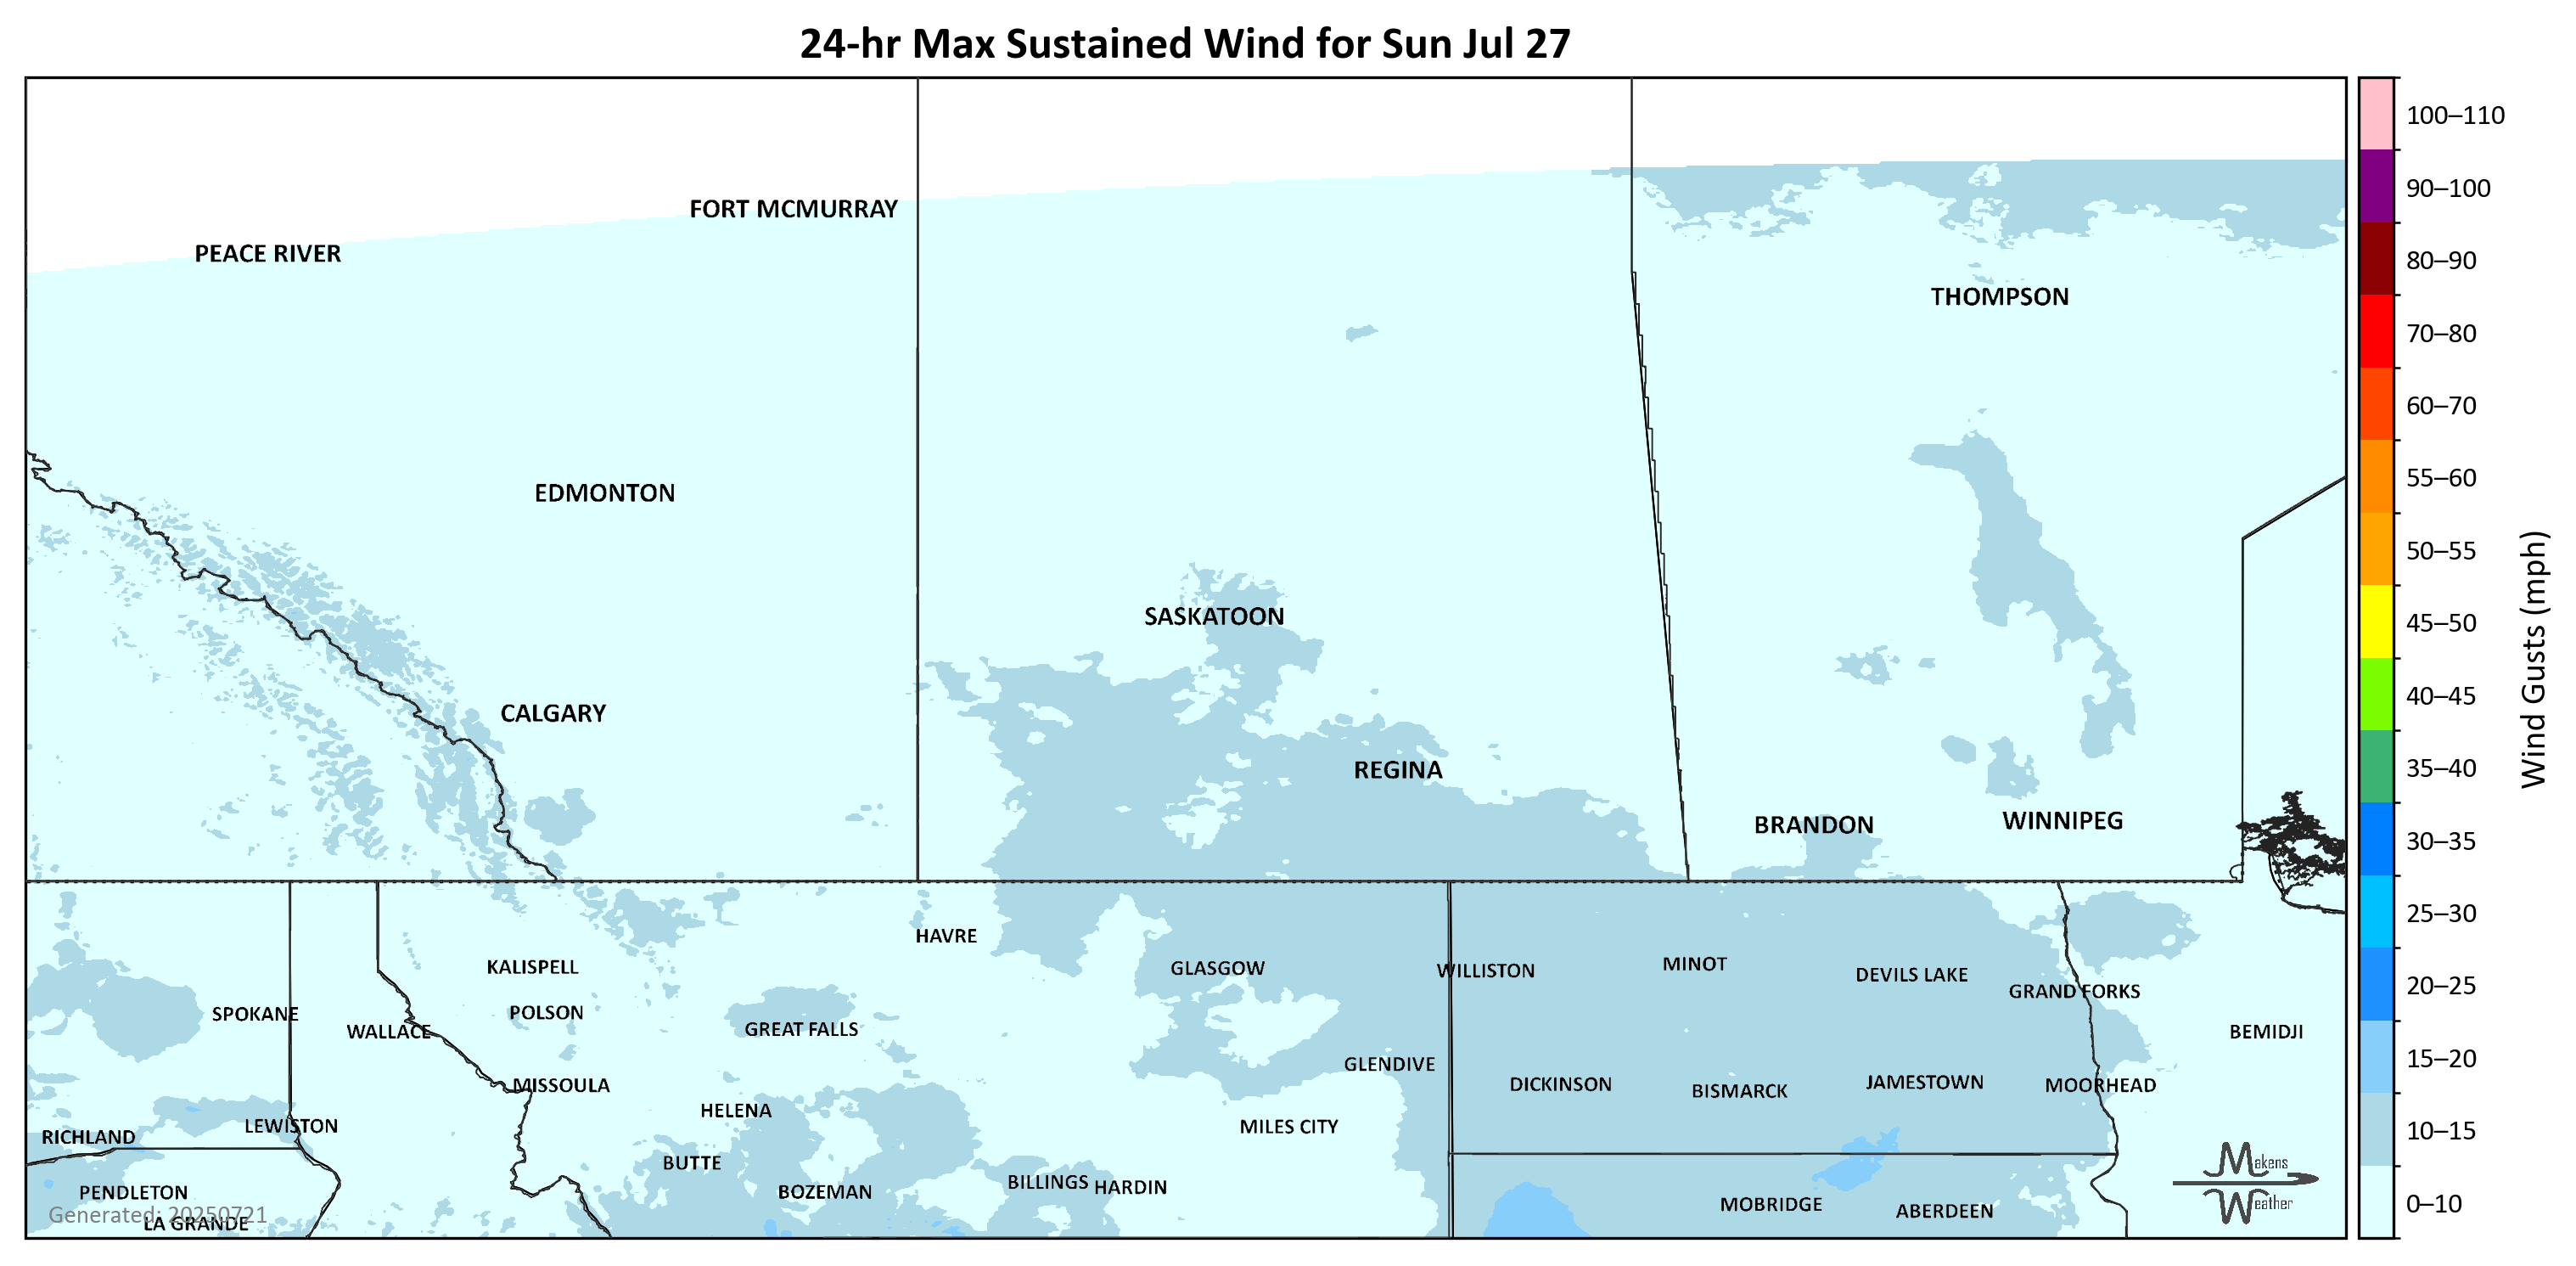 24-hr Max Sustained Wind for Sun Jul 27
100–110
90–100
80–90
70–80
60–70
55–60
50–55
45–50
40–45
35–40
30–35
25–30
20–25
15–20
10–15
0–10
Wind Gusts (mph)
FORT MCMURRAY
PEACE RIVER
THOMPSON
EDMONTON
SASKATOON
CALGARY
REGINA
BRANDON
WINNIPEG
HAVRE
KALISPELL
GLASGOW
WILLISTON
MINOT
DEVILS LAKE
GRAND FORKS
SPOKANE
POLSON
WALLACE
GREAT FALLS
BEMIDJI
GLENDIVE
MISSOULA
DICKINSON
BISMARCK
JAMESTOWN
MOORHEAD
HELENA
LEWISTON
MILES CITY
RICHLAND
BUTTE
BILLINGS
HARDIN
PENDLETON
BOZEMAN
MOBRIDGE
ABERDEEN
Generated: 20250721
LA GRANDE
Makens
Weather